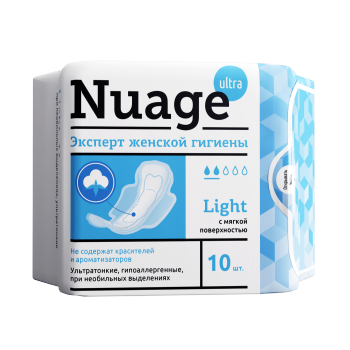 Nuage
ultra
Эксперт женской гигиены
Light
с мягкой
поверхностью
Не содержат красителей
и ароматизаторов
Ультратонкие, гипоаллергенные,
при необильных выделениях
10 шт.
Открывать